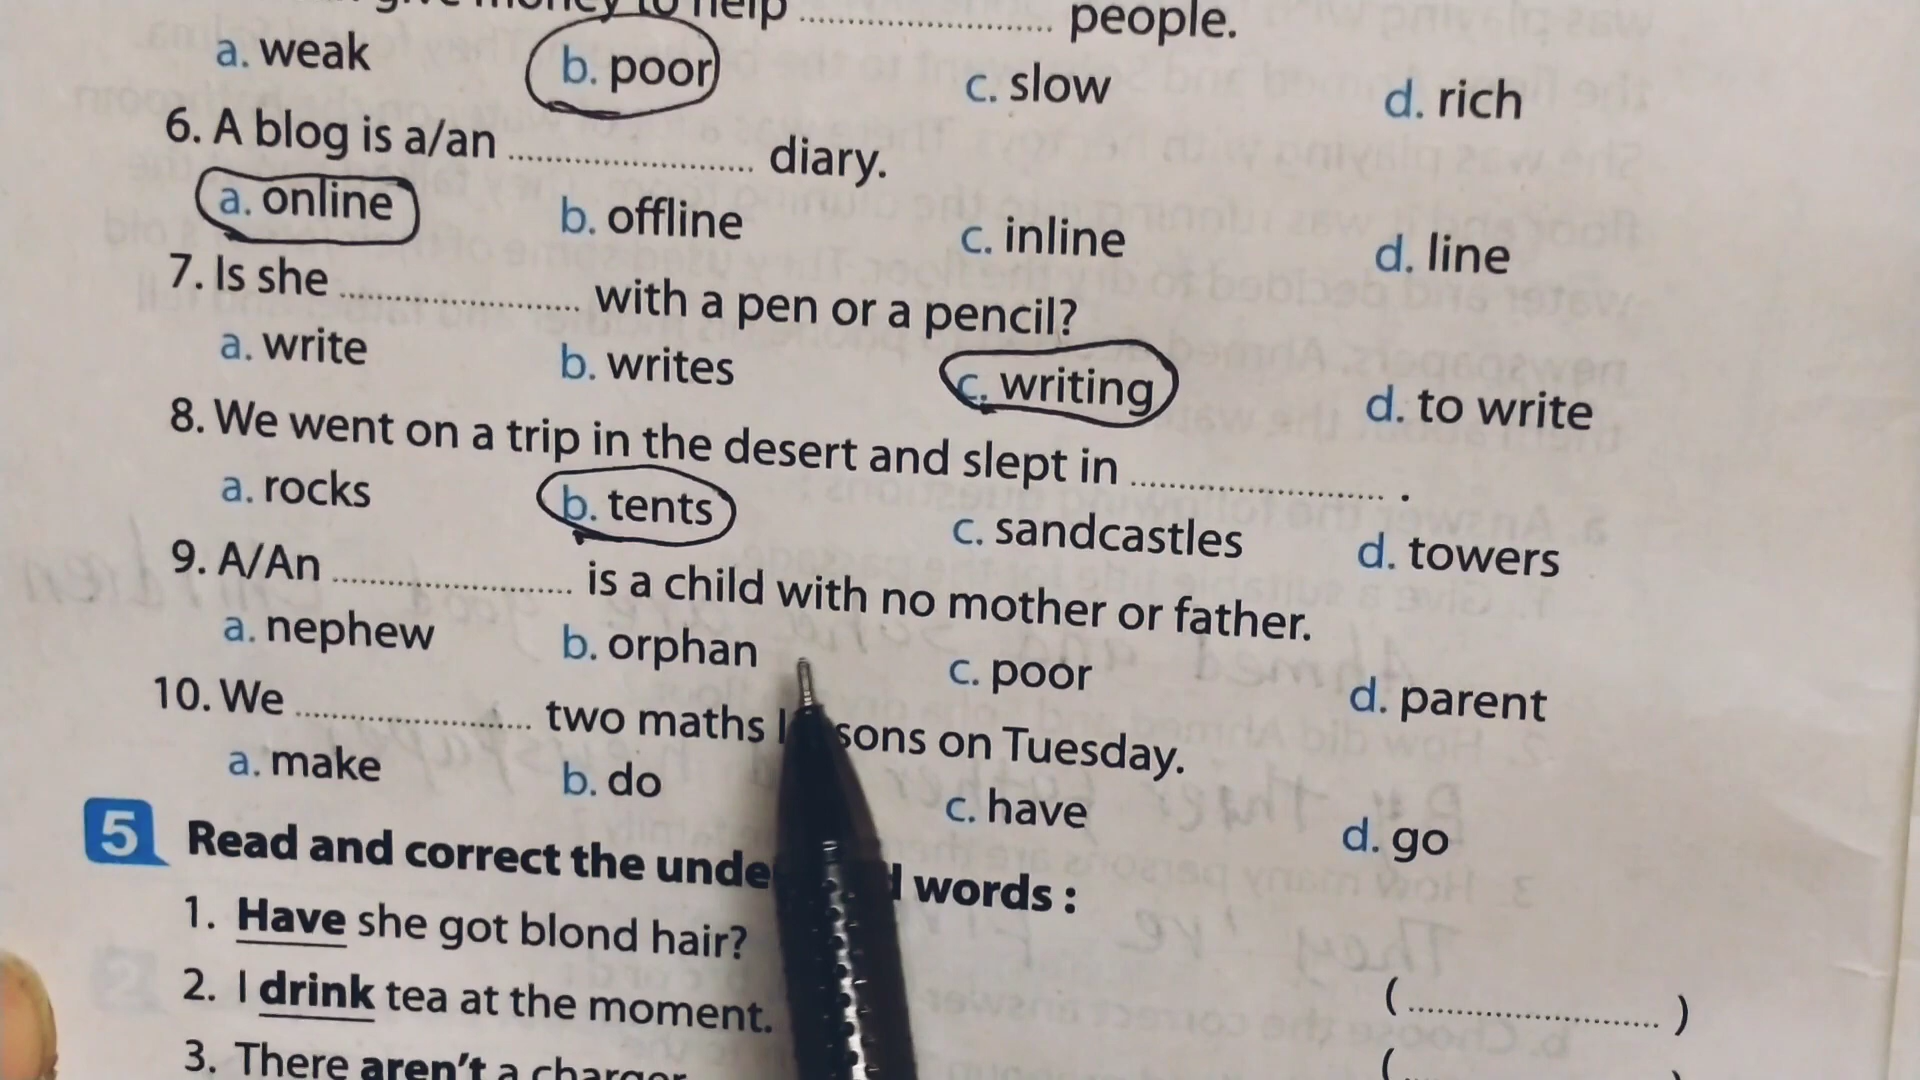 money to help .................... people.
a. weak b. poor c. slow d. rich
6. A blog is a/an .................... diary.
a. online b. offline c. inline d. line
7. Is she .................... with a pen or a pencil?
a. write b. writes c. writing d. to write
8. We went on a trip in the desert and slept in .................... .
a. rocks b. tents c. sandcastles d. towers
9. A/An .................... is a child with no mother or father.
a. nephew b. orphan c. poor d. parent
10. We .................... two maths on Tuesday.
a. make b. do c. have d. go
5 Read and correct the words :
1. Have she got blond hair?
(....................)
2. I drink tea at the moment.
3. There aren't a charger